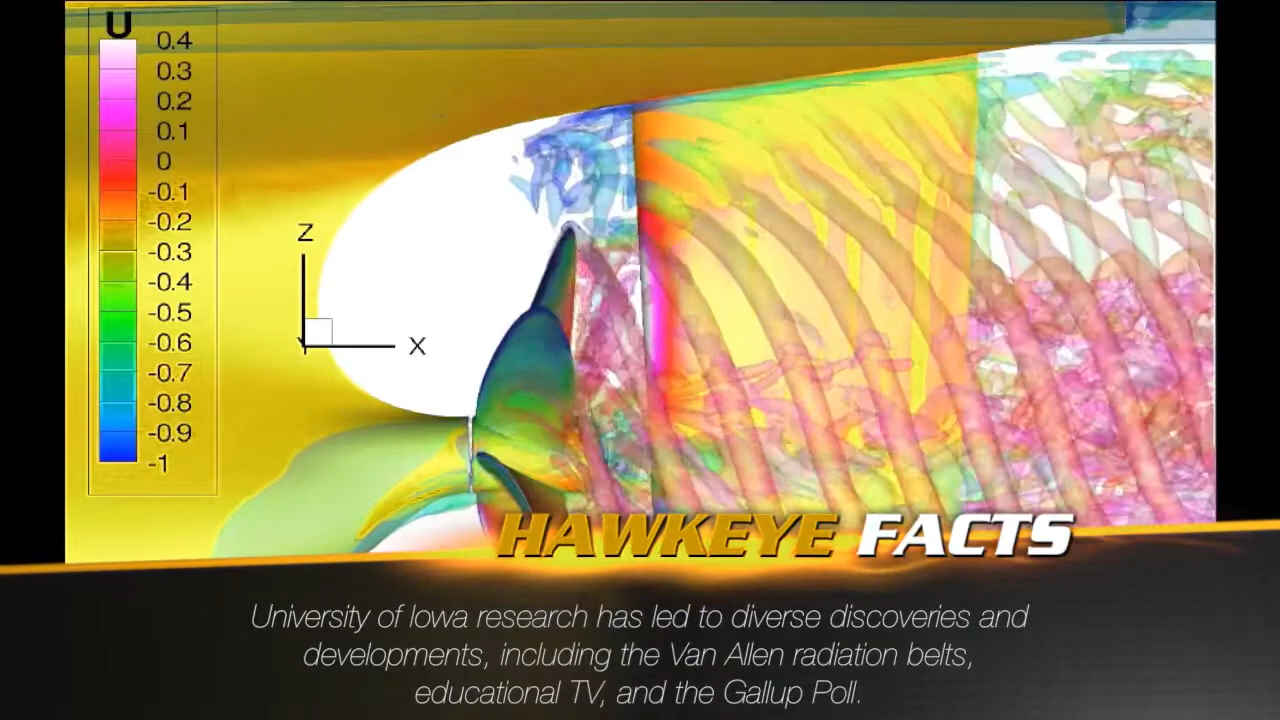 U
0.4
0.3
0.2
0.1
0
-0.1
-0.2
-0.3
-0.4
-0.5
-0.6
-0.7
-0.8
-0.9
-1
Z
Y
X
HAWKEYE FACTS
University of Iowa research has led to diverse discoveries and
developments, including the Van Allen radiation belts,
educational TV, and the Gallup Poll.